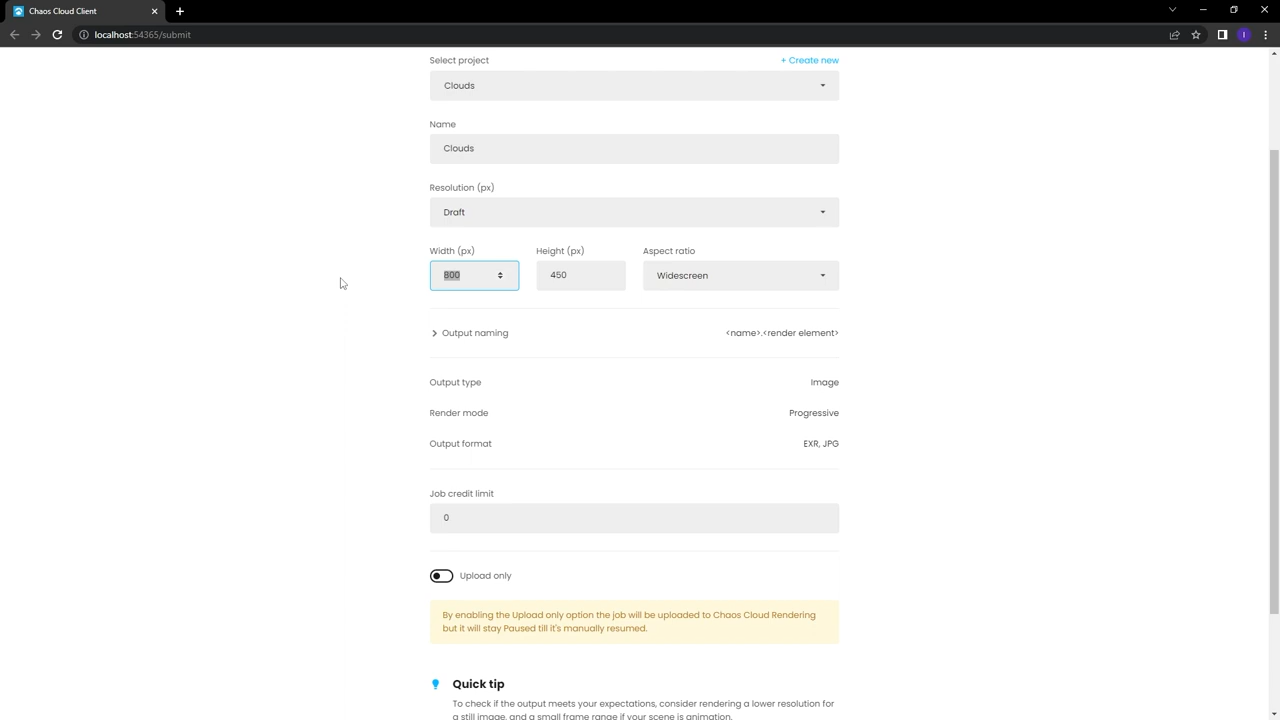 Chaos Cloud Client
localhost:54365/submit
I
Select project
+ Create new
Clouds
Name
Clouds
Resolution (px)
Draft
Width (px)
Height (px)
Aspect ratio
800
450
Widescreen
Output naming
<name>.<render element>
Output type
Image
Render mode
Progressive
Output format
EXR, JPG
Job credit limit
0
Upload only
By enabling the Upload only option the job will be uploaded to Chaos Cloud Rendering
but it will stay Paused till it's manually resumed.
Quick tip
To check if the output meets your expectations, consider rendering a lower resolution for
a still image, and a small frame range if your scene is animation.